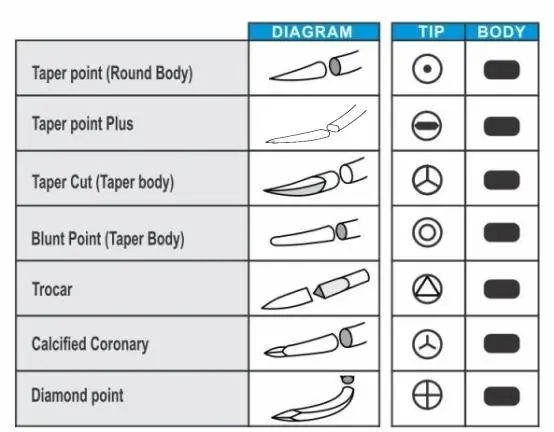 DIAGRAM TIP BODY
Taper point (Round Body)
Taper point Plus
Taper Cut (Taper body)
Blunt Point (Taper Body)
Trocar
Calcified Coronary
Diamond point